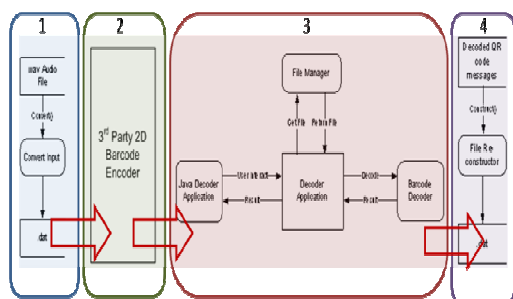 1
2
3
4
.wav Audio
File
Convert()
Convert Input
.dat
3rd Party 2D
Barcode
Encoder
File Manager
Get File
Return File
Java Decoder
Application
User Interact
Result
Decoder
Application
Decode
Result
Barcode
Decoder
Decoded QR
code
messages
Construct()
File Re-
constructor
.dat